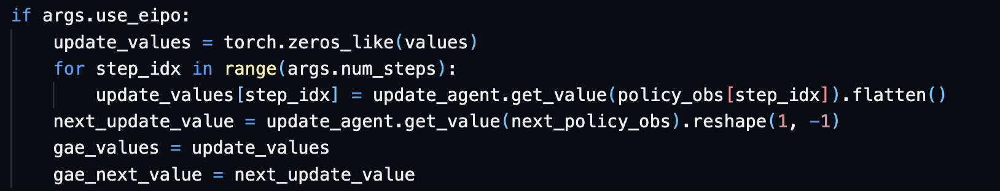 if args.use_eipo:
    update_values = torch.zeros_like(values)
    for step_idx in range(args.num_steps):
        update_values[step_idx] = update_agent.get_value(policy_obs[step_idx]).flatten()
    next_update_value = update_agent.get_value(next_policy_obs).reshape(1, -1)
    gae_values = update_values
    gae_next_value = next_update_value